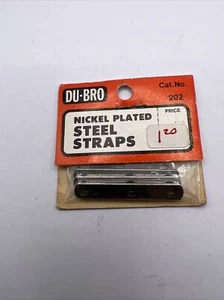 DU-BRO
Cat. No.
202
NICKEL PLATED
STEEL
STRAPS
PRICE
1.20